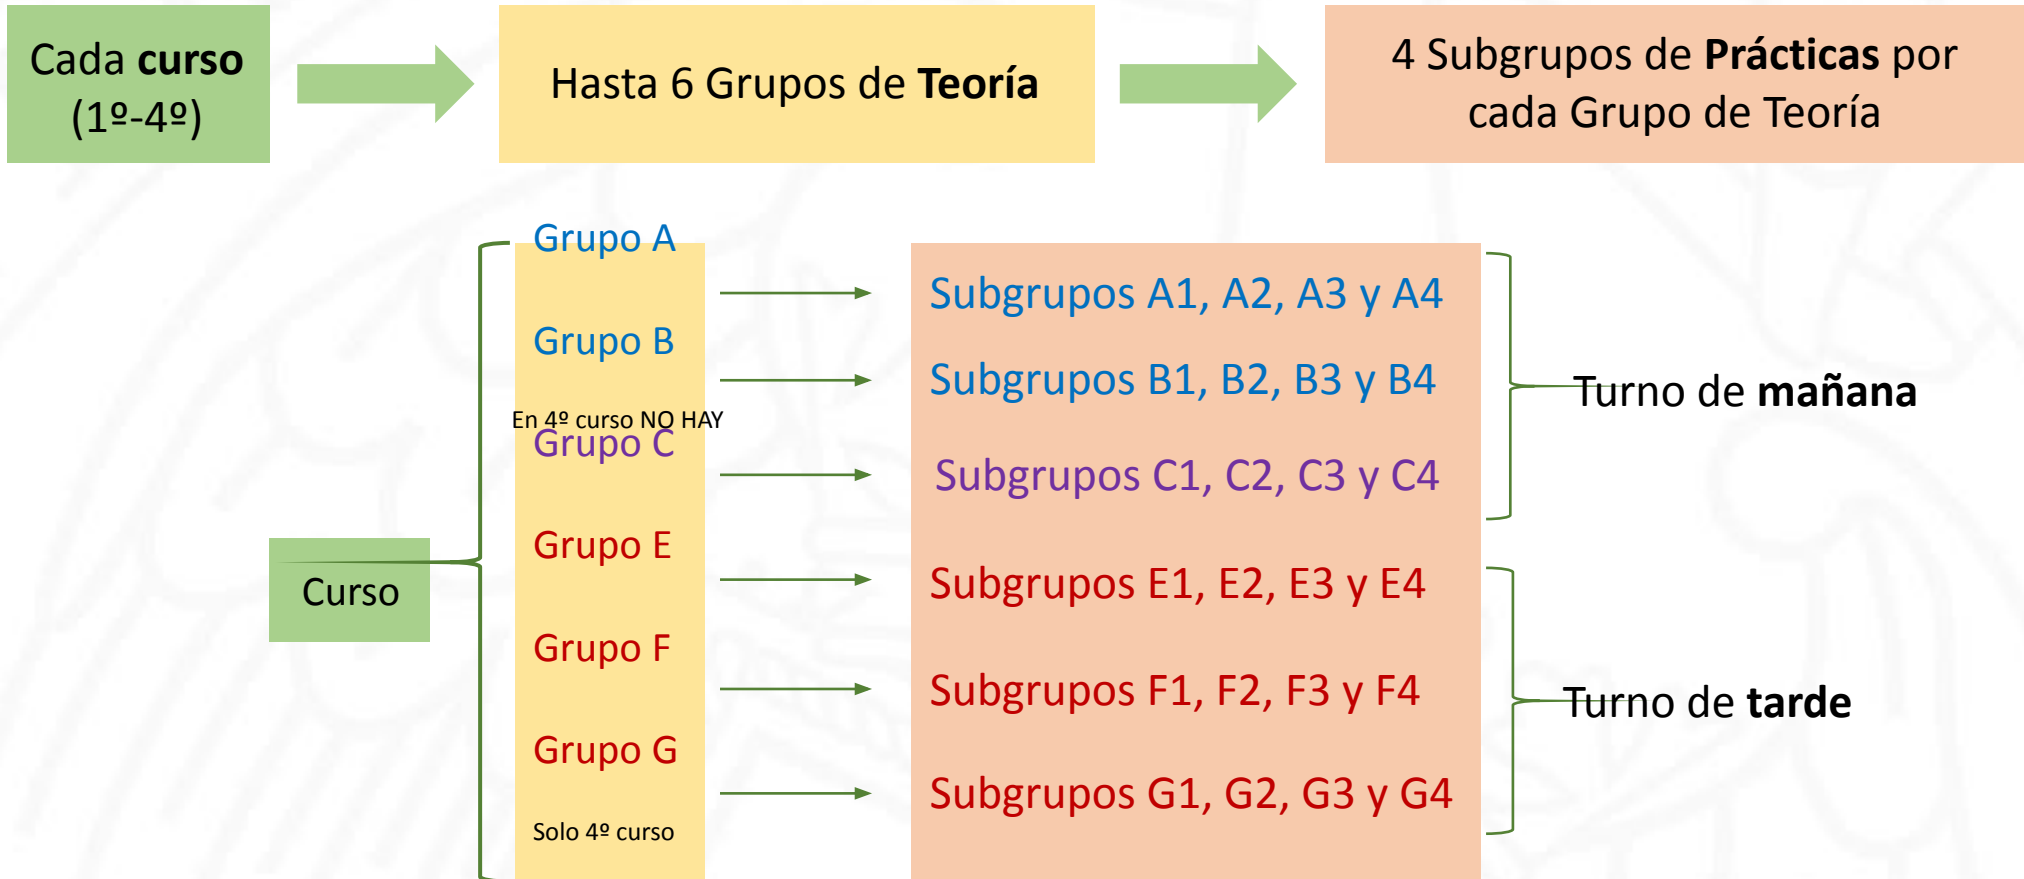 Cada curso
(1º-4º)
Hasta 6 Grupos de Teoría
4 Subgrupos de Prácticas por
cada Grupo de Teoría
Grupo A
Subgrupos A1, A2, A3 y A4
Grupo B
Subgrupos B1, B2, B3 y B4
En 4º curso NO HAY
Grupo C
Subgrupos C1, C2, C3 y C4
Turno de mañana
Curso
Grupo E
Subgrupos E1, E2, E3 y E4
Grupo F
Subgrupos F1, F2, F3 y F4
Grupo G
Subgrupos G1, G2, G3 y G4
Solo 4º curso
Turno de tarde